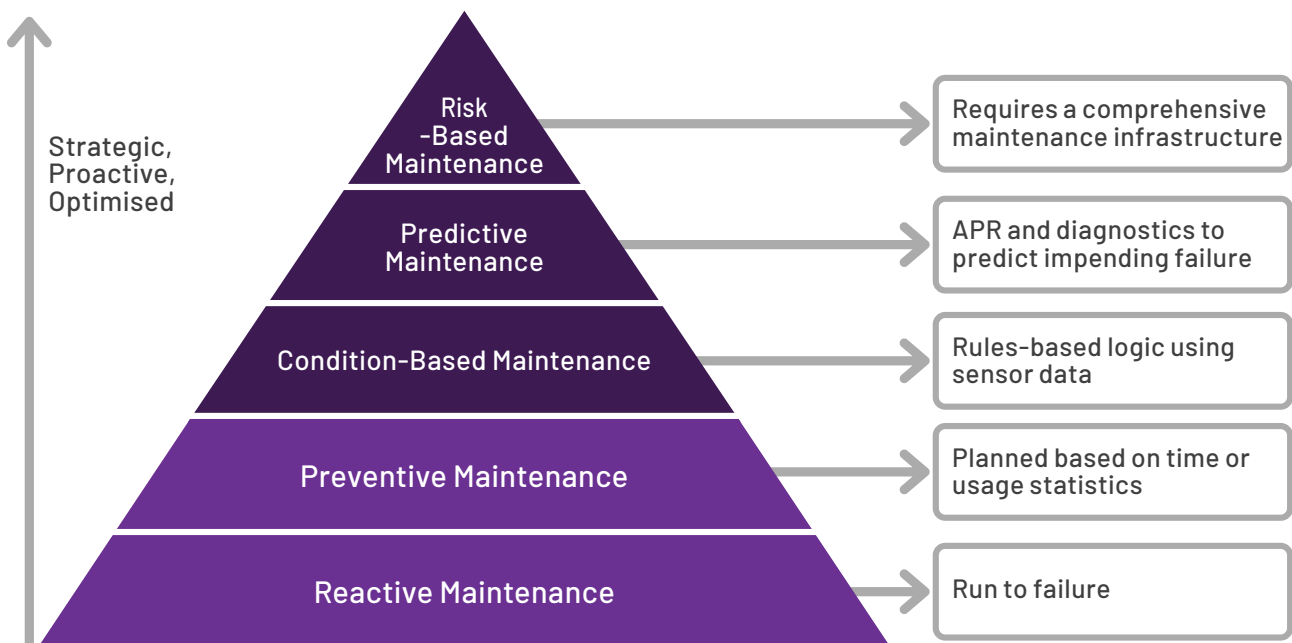 Strategic,
Proactive,
Optimised
Risk
-Based
Maintenance
Requires a comprehensive
maintenance infrastructure
Predictive
Maintenance
APR and diagnostics to
predict impending failure
Condition-Based Maintenance
Rules-based logic using
sensor data
Preventive Maintenance
Planned based on time or
usage statistics
Reactive Maintenance
Run to failure